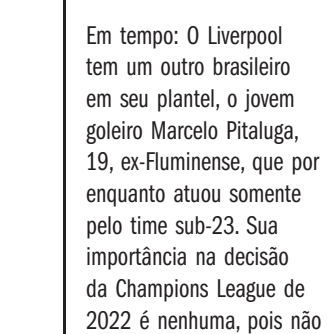 Em tempo: O Liverpool
tem um outro brasileiro
em seu plantel, o jovem
goleiro Marcelo Pitaluga,
19, ex-Fluminense, que por
enquanto atuou somente
pelo time sub-23. Sua
importância na decisão
da Champions League de
2022 é nenhuma, pois não